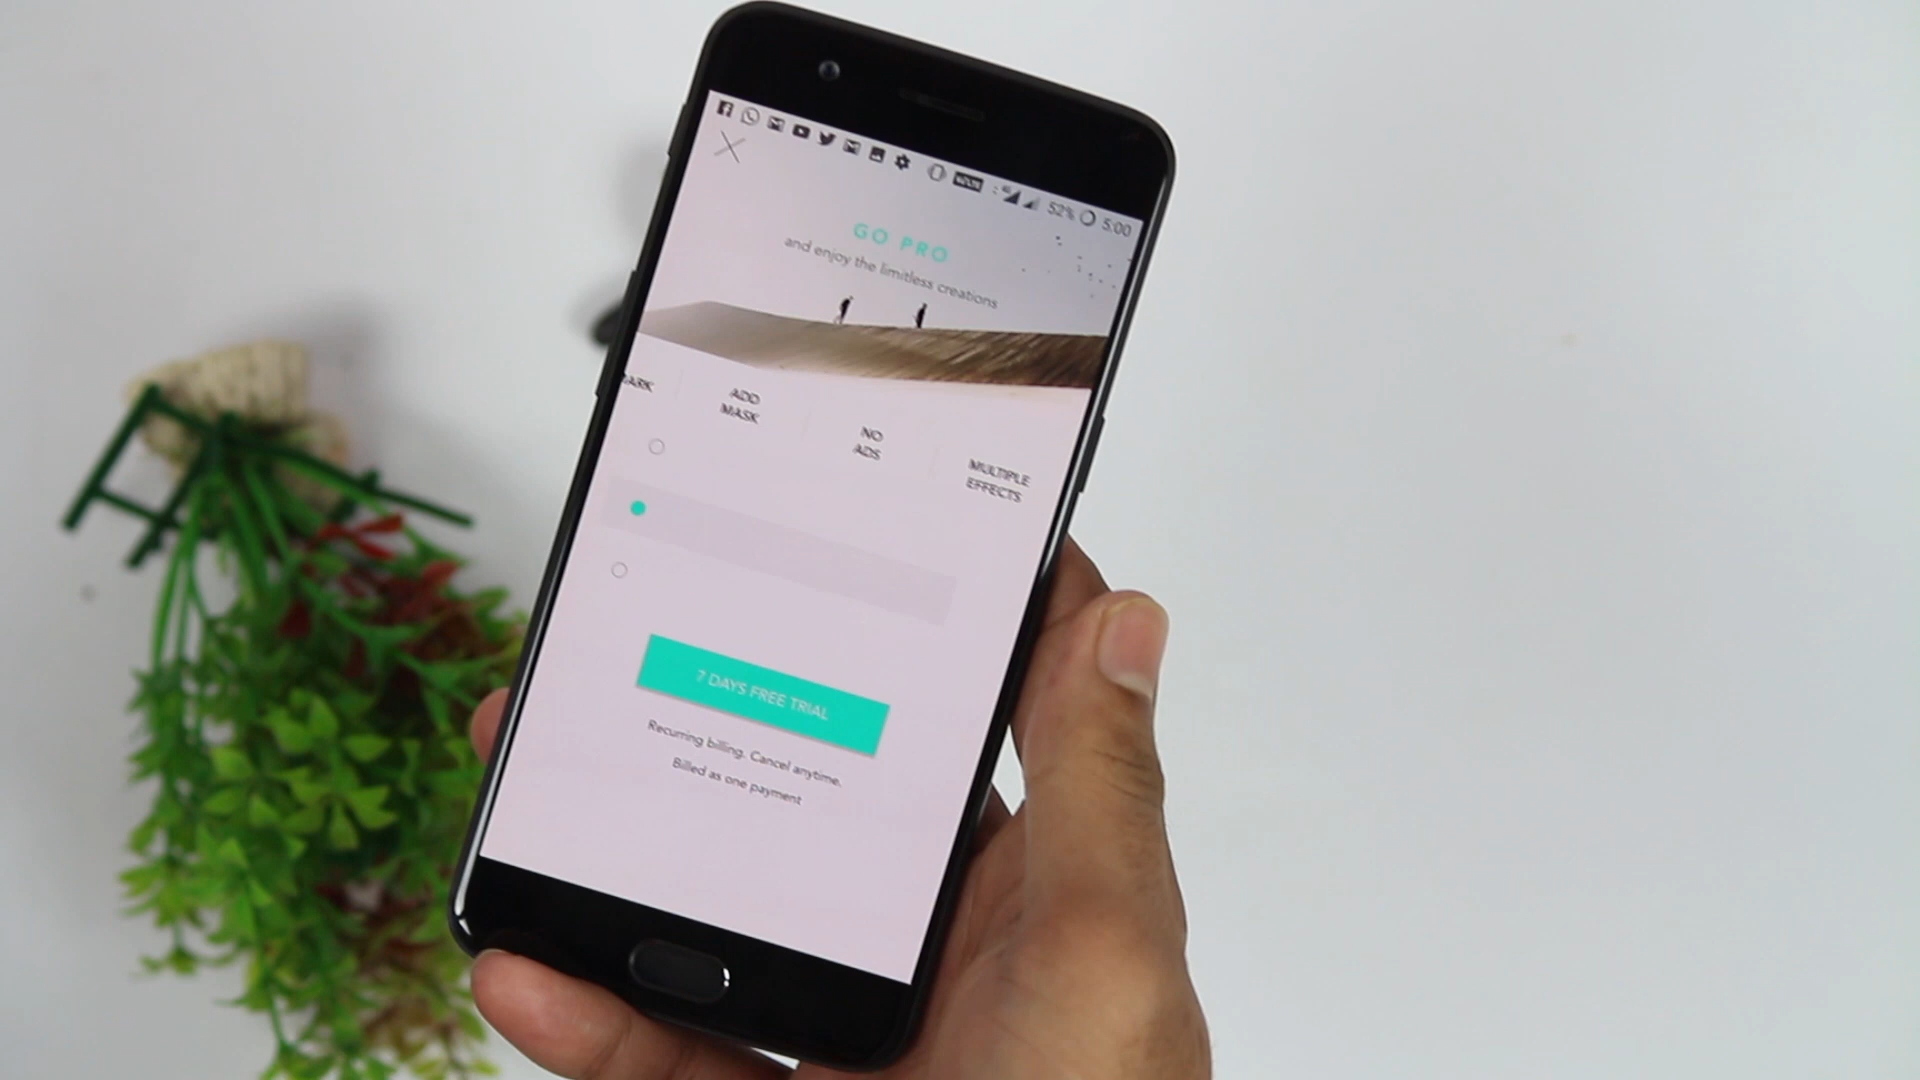 52% 5:00
GO PRO
and enjoy the limitless creations
ADD
MASK
NO
ADS
MULTIPLE
EFFECTS
7 DAYS FREE TRIAL
Recurring billing. Cancel anytime.
Billed as one payment